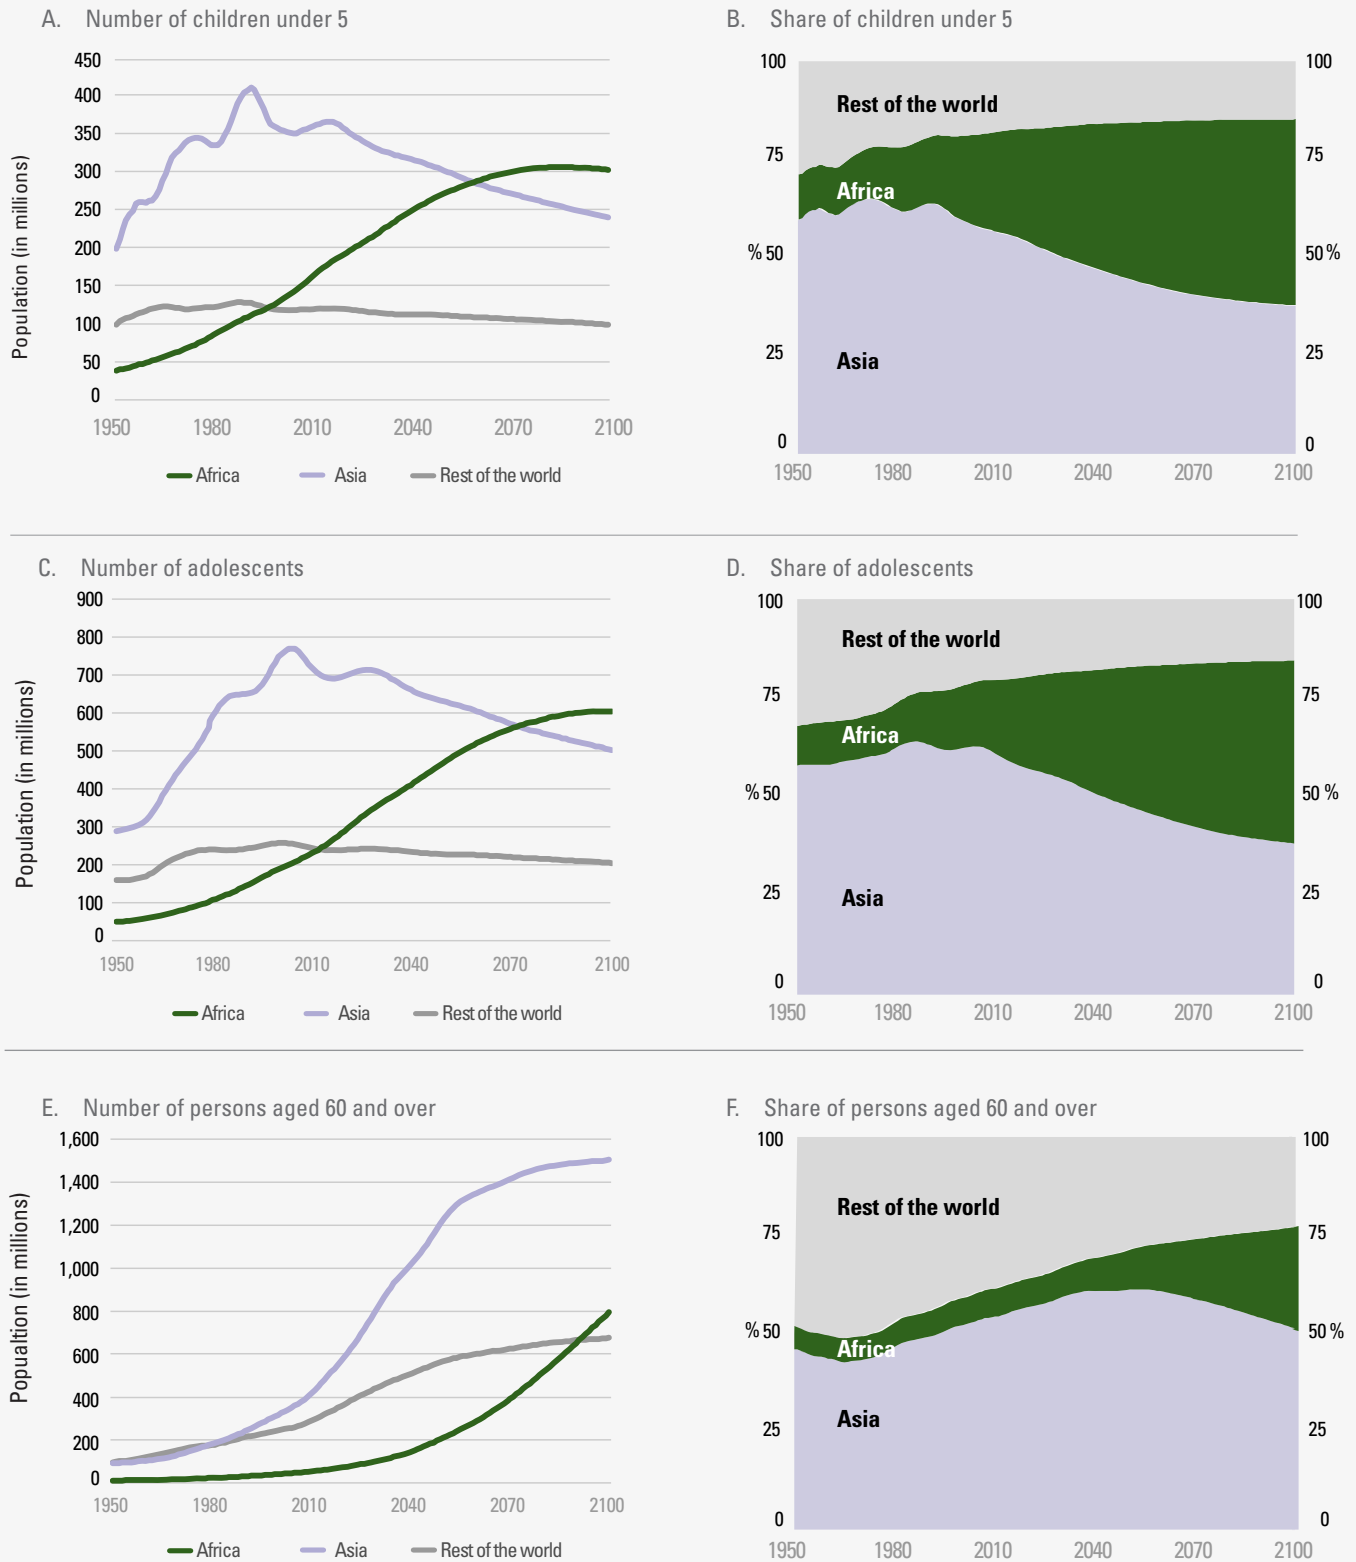 A. Number of children under 5
Population (in millions)
450
400
350
300
250
200
150
100
50
0
1950 1980 2010 2040 2070 2100
Africa Asia Rest of the world
B. Share of children under 5
100 100
Rest of the world
75 75
Africa
% 50 50 %
25 25
Asia
0 0
1950 1980 2010 2040 2070 2100
C. Number of adolescents
Population (in millions)
900
800
700
600
500
400
300
200
100
0
1950 1980 2010 2040 2070 2100
Africa Asia Rest of the world
D. Share of adolescents
100 100
Rest of the world
75 75
Africa
% 50 50 %
25 25
Asia
0 0
1950 1980 2010 2040 2070 2100
E. Number of persons aged 60 and over
Popualtion (in millions)
1,600
1,400
1,200
1,000
800
600
400
200
0
1950 1980 2010 2040 2070 2100
Africa Asia Rest of the world
F. Share of persons aged 60 and over
100 100
Rest of the world
75 75
% 50 50 %
Africa
Asia
25 25
0 0
1950 1980 2010 2040 2070 2100